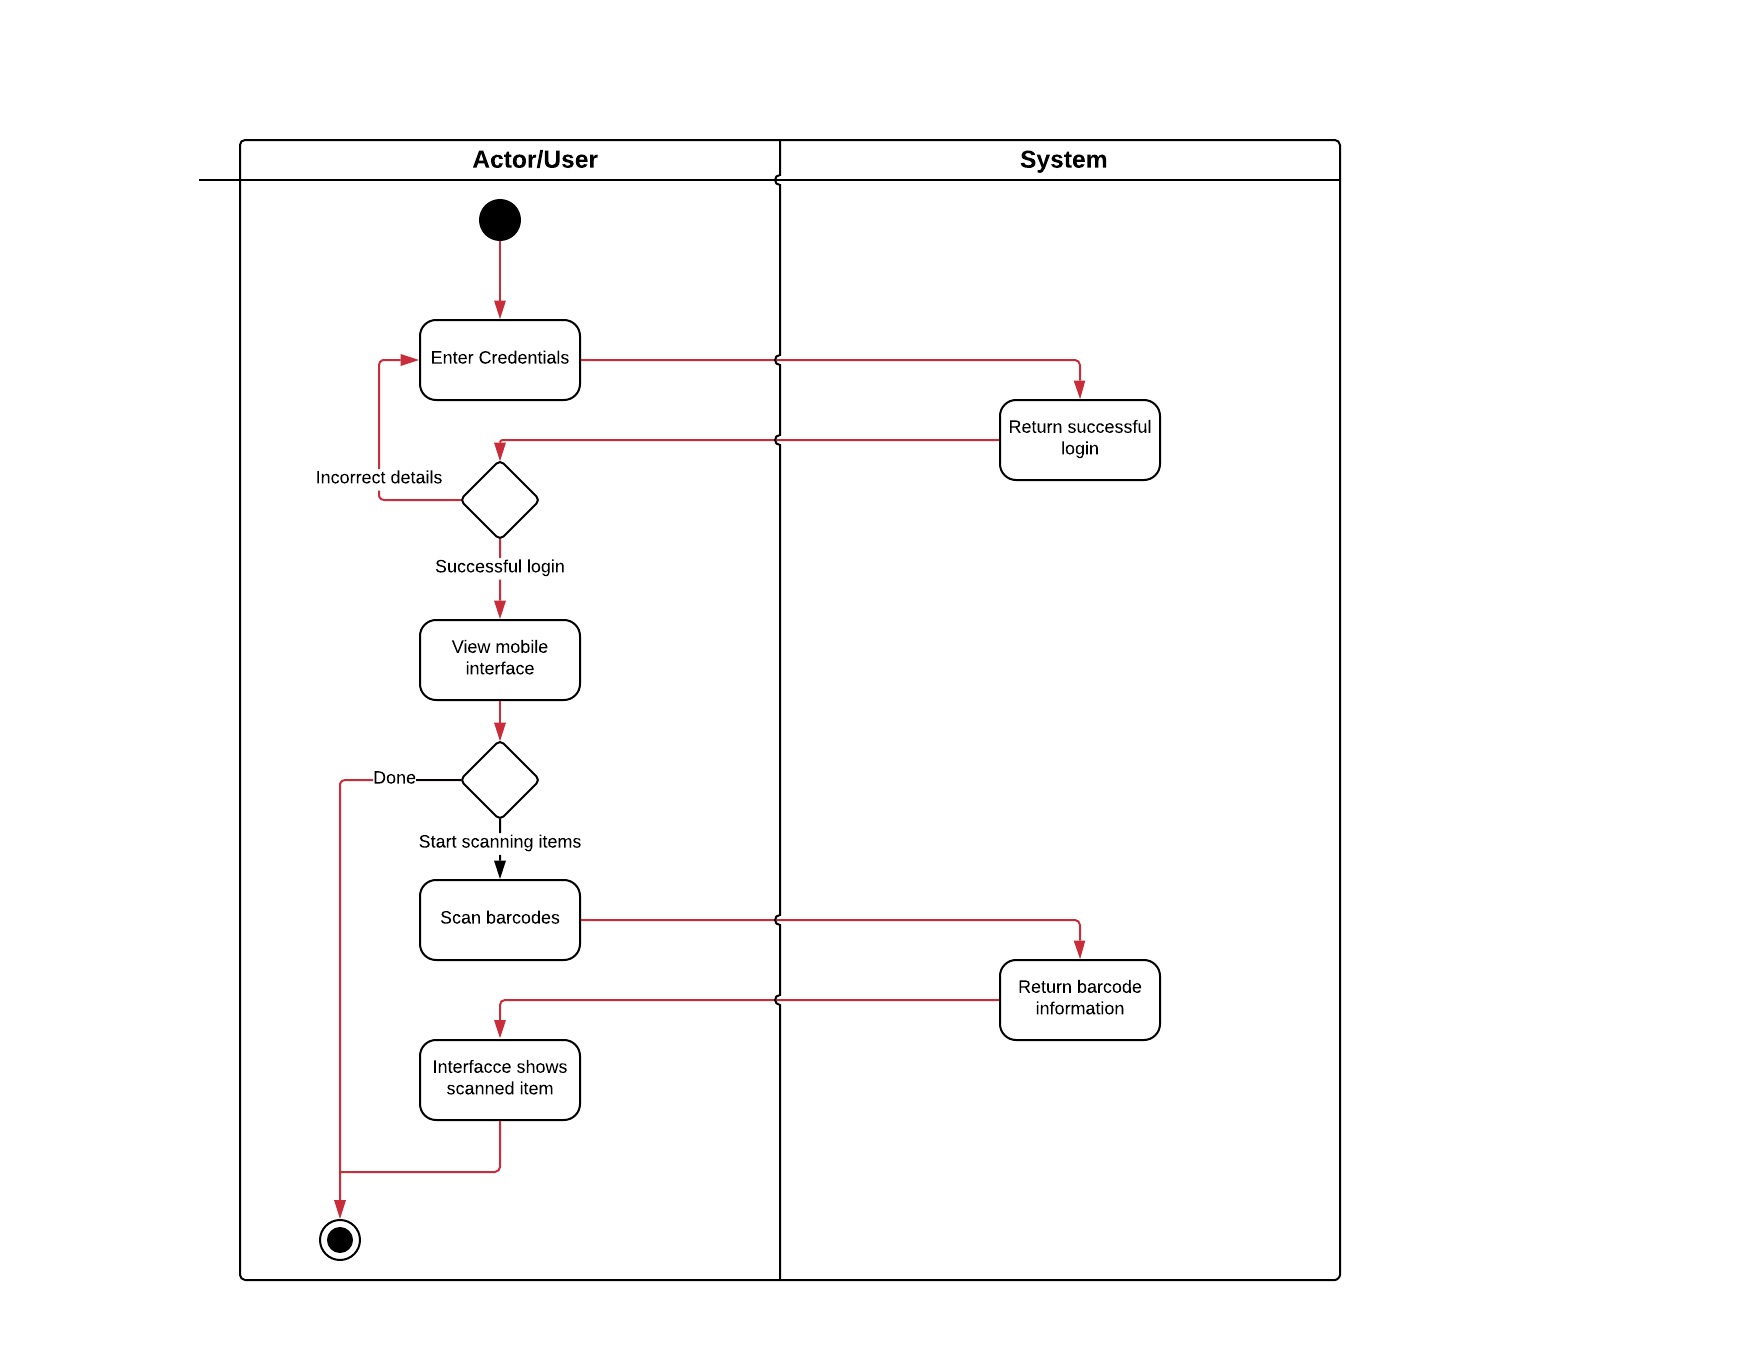 Actor/User
System
Enter Credentials
Return successful
login
Incorrect details
Successful login
View mobile
interface
Done
Start scanning items
Scan barcodes
Return barcode
information
Interfacce shows
scanned item